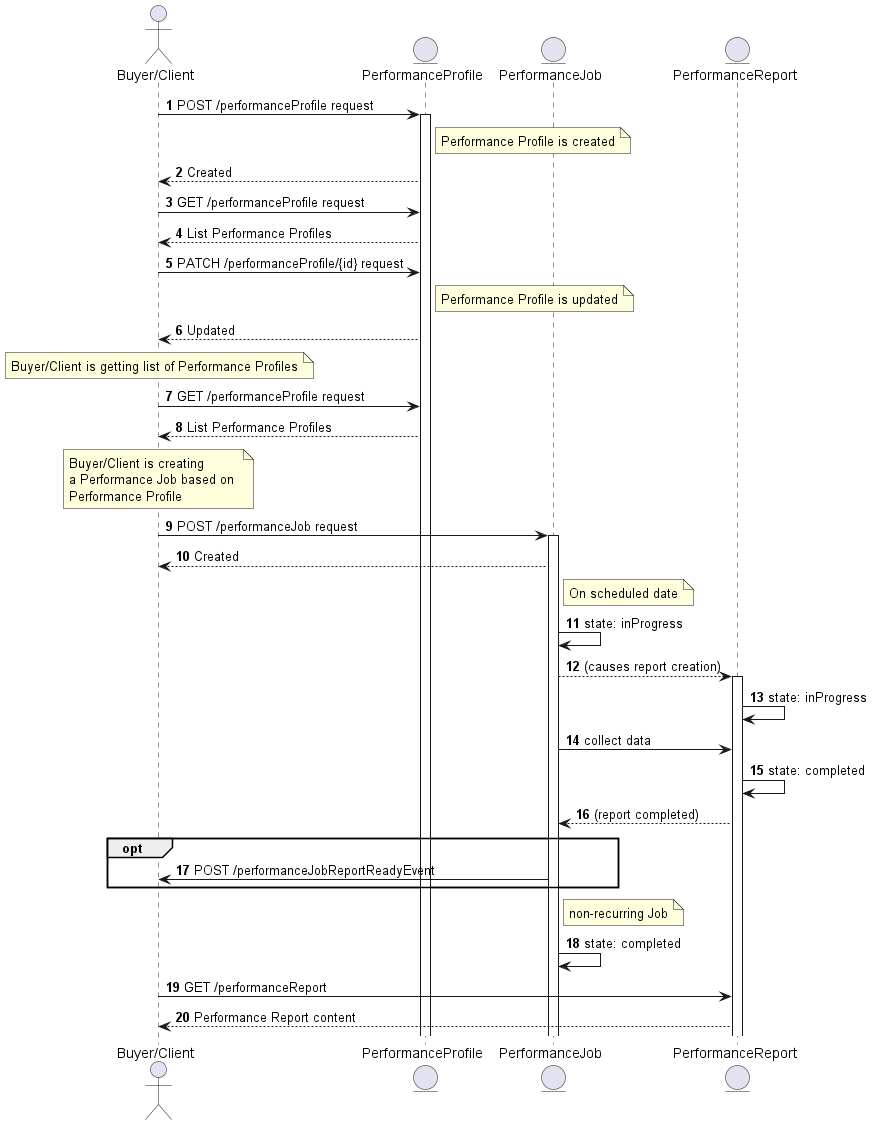 Buyer/Client
PerformanceProfile
PerformanceJob
PerformanceReport
1 POST /performanceProfile request
Performance Profile is created
2 Created
3 GET /performanceProfile request
4 List Performance Profiles
5 PATCH /performanceProfile/{id} request
Performance Profile is updated
6 Updated
Buyer/Client is getting list of Performance Profiles
7 GET /performanceProfile request
8 List Performance Profiles
Buyer/Client is creating
a Performance Job based on
Performance Profile
9 POST /performanceJob request
10 Created
On scheduled date
11 state: inProgress
12 (causes report creation)
13 state: inProgress
14 collect data
15 state: completed
16 (report completed)
opt
17 POST /performanceJobReportReadyEvent
non-recurring Job
18 state: completed
19 GET /performanceReport
20 Performance Report content
Buyer/Client
PerformanceProfile
PerformanceJob
PerformanceReport